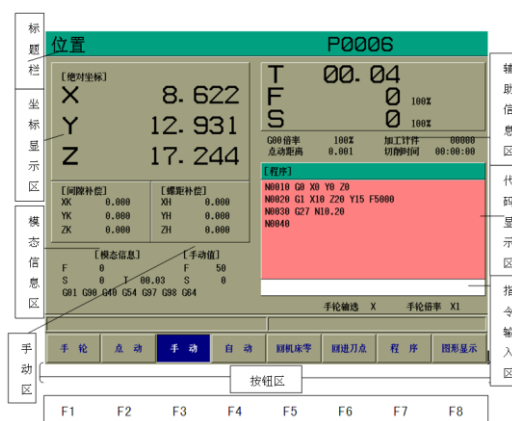 标题栏
坐标显示区
模态信息区
手动区
位置 P0006
[绝对坐标]
X 8.622
Y 12.931
Z 17.244
[间隙补偿] [螺距补偿]
XK 0.000 XH 0.000
YK 0.000 YH 0.000
ZK 0.000 ZH 0.000
[模态信息] [手动值]
F 0 F 50
S 0 T 00.03 S 0
G01 G90 G40 G54 G97 G98 G64
T 00.04
F 0 100%
S 0 100%
G00倍率 100% 加工计件 00000
点动距离 0.001 切削时间 00:00:00
[程序]
N0010 G0 X0 Y0 Z0
N0020 G1 X10 Z20 Y15 F5000
N0030 G27 N10.20
N0040
手轮轴选 X 手轮倍率 X1
手轮 点动 手动 自动 回机床零 回进刀点 程序 图形显示
按钮区
F1 F2 F3 F4 F5 F6 F7 F8
辅助信息区
代码显示区
指令输入区